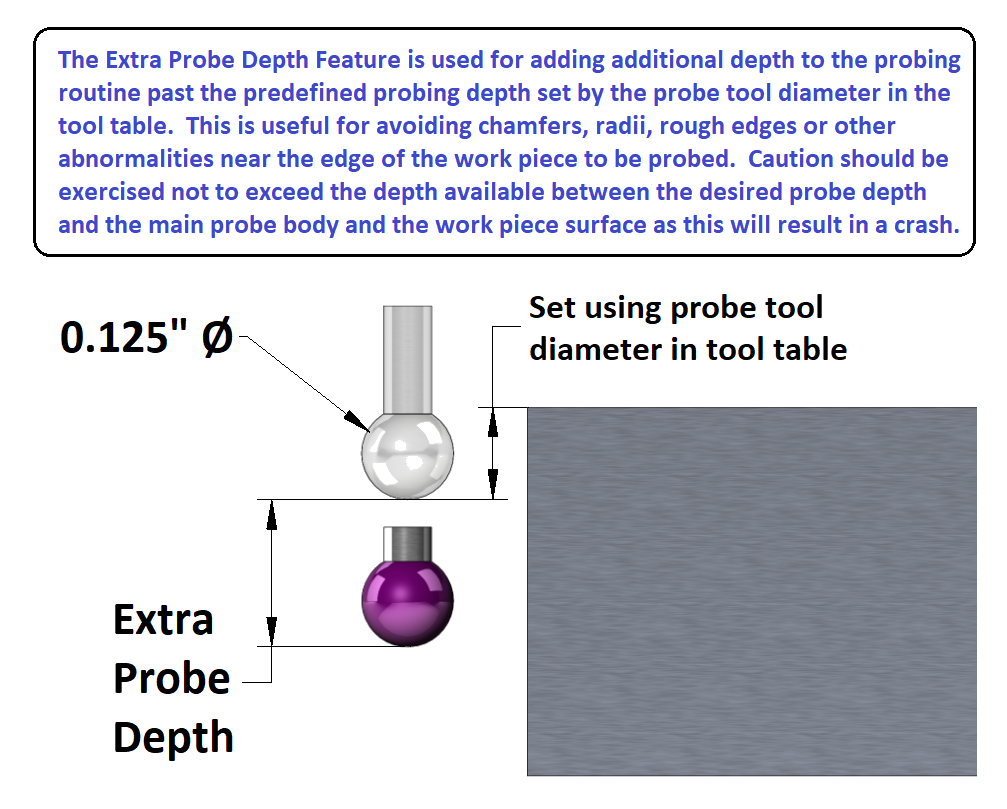 The Extra Probe Depth Feature is used for adding additional depth to the probing
routine past the predefined probing depth set by the probe tool diameter in the
tool table.  This is useful for avoiding chamfers, radii, rough edges or other
abnormalities near the edge of the work piece to be probed.  Caution should be
exercised not to exceed the depth available between the desired probe depth
and the main probe body and the work piece surface as this will result in a crash.
0.125" Ø
Set using probe tool
diameter in tool table
Extra
Probe
Depth